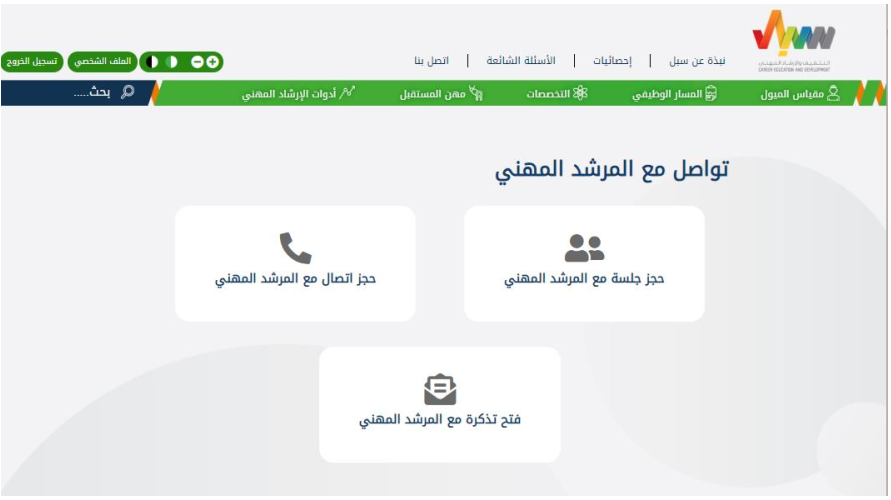 سبل
للتثقيف والإرشاد المهني
CAREER EDUCATION AND DEVELOPMENT
نبذة عن سبل
إحصائيات
الأسئلة الشائعة
اتصل بنا
الملف الشخصي
تسجيل الخروج
مقياس الميول
المسار الوظيفي
التخصصات
مهن المستقبل
أدوات الإرشاد المهني
بحث.....
تواصل مع المرشد المهني
حجز جلسة مع المرشد المهني
حجز اتصال مع المرشد المهني
فتح تذكرة مع المرشد المهني